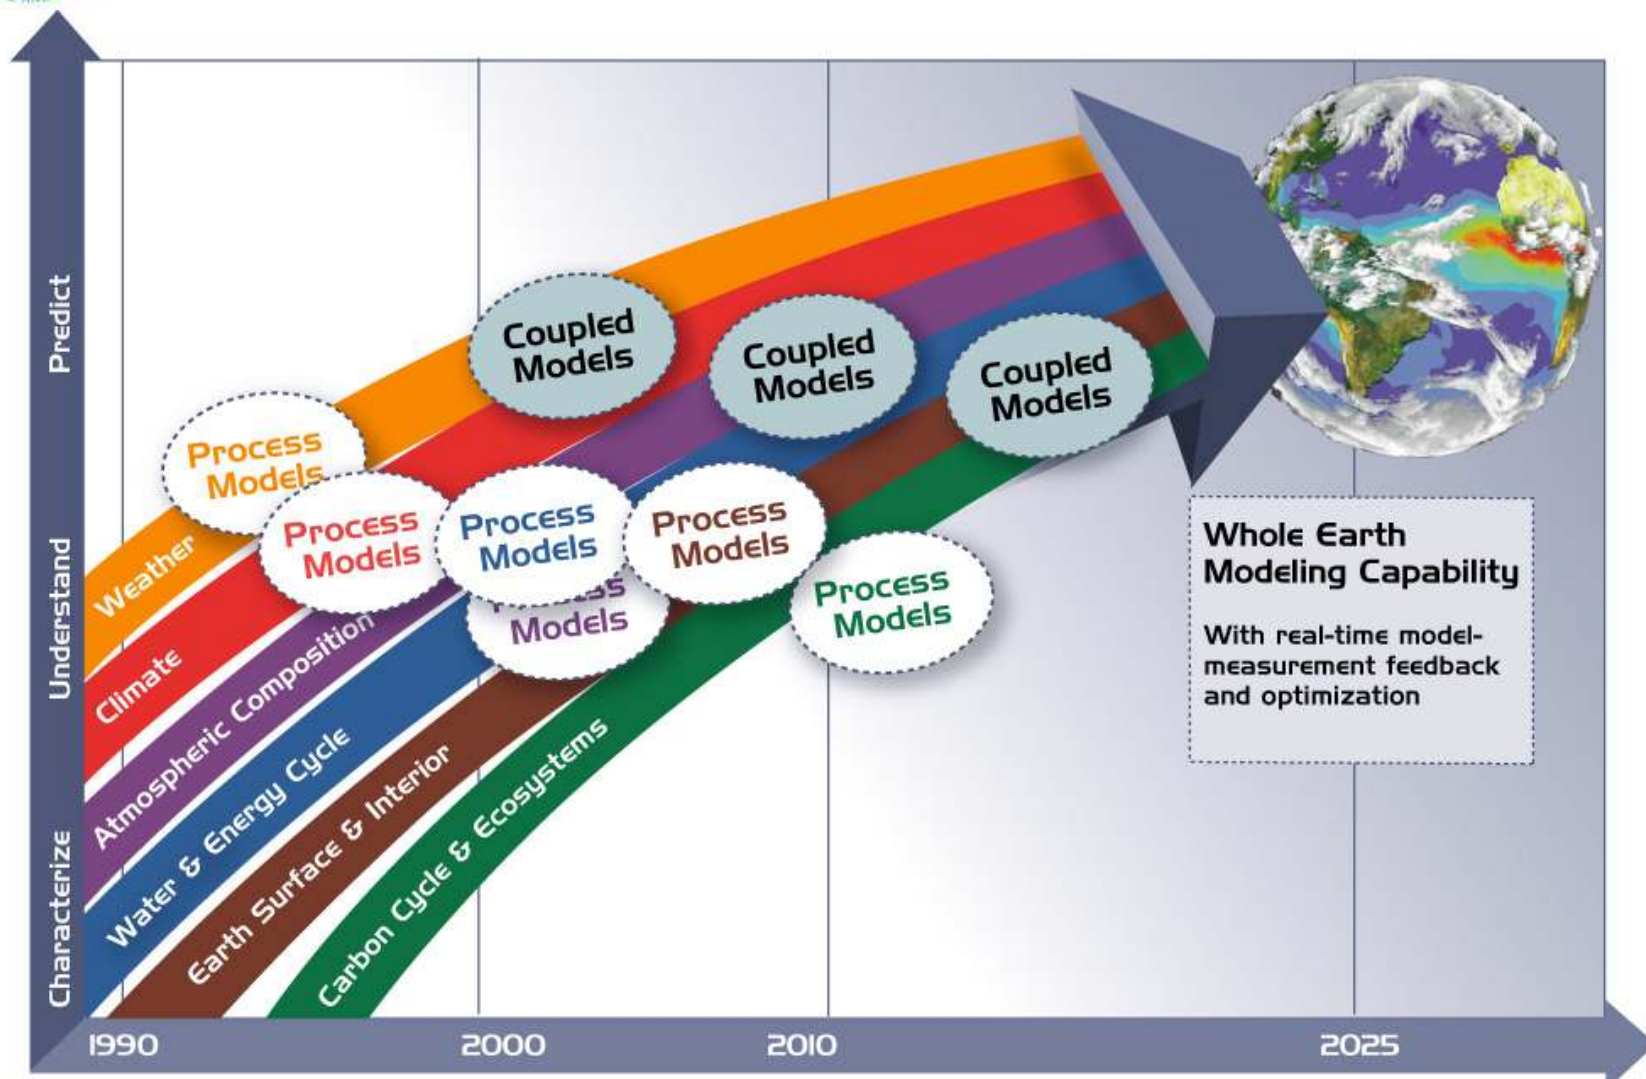 Predict
Understand
Characterize
Coupled
Models
Coupled
Models
Coupled
Models
Process
Models
Process
Models
Process
Models
Process
Models
Models
Process
Models
Weather
Climate
Atmospheric Composition
Water & Energy Cycle
Earth Surface & Interior
Carbon Cycle & Ecosystems
Whole Earth
Modeling Capability
With real-time model-
measurement feedback
and optimization
1990
2000
2010
2025